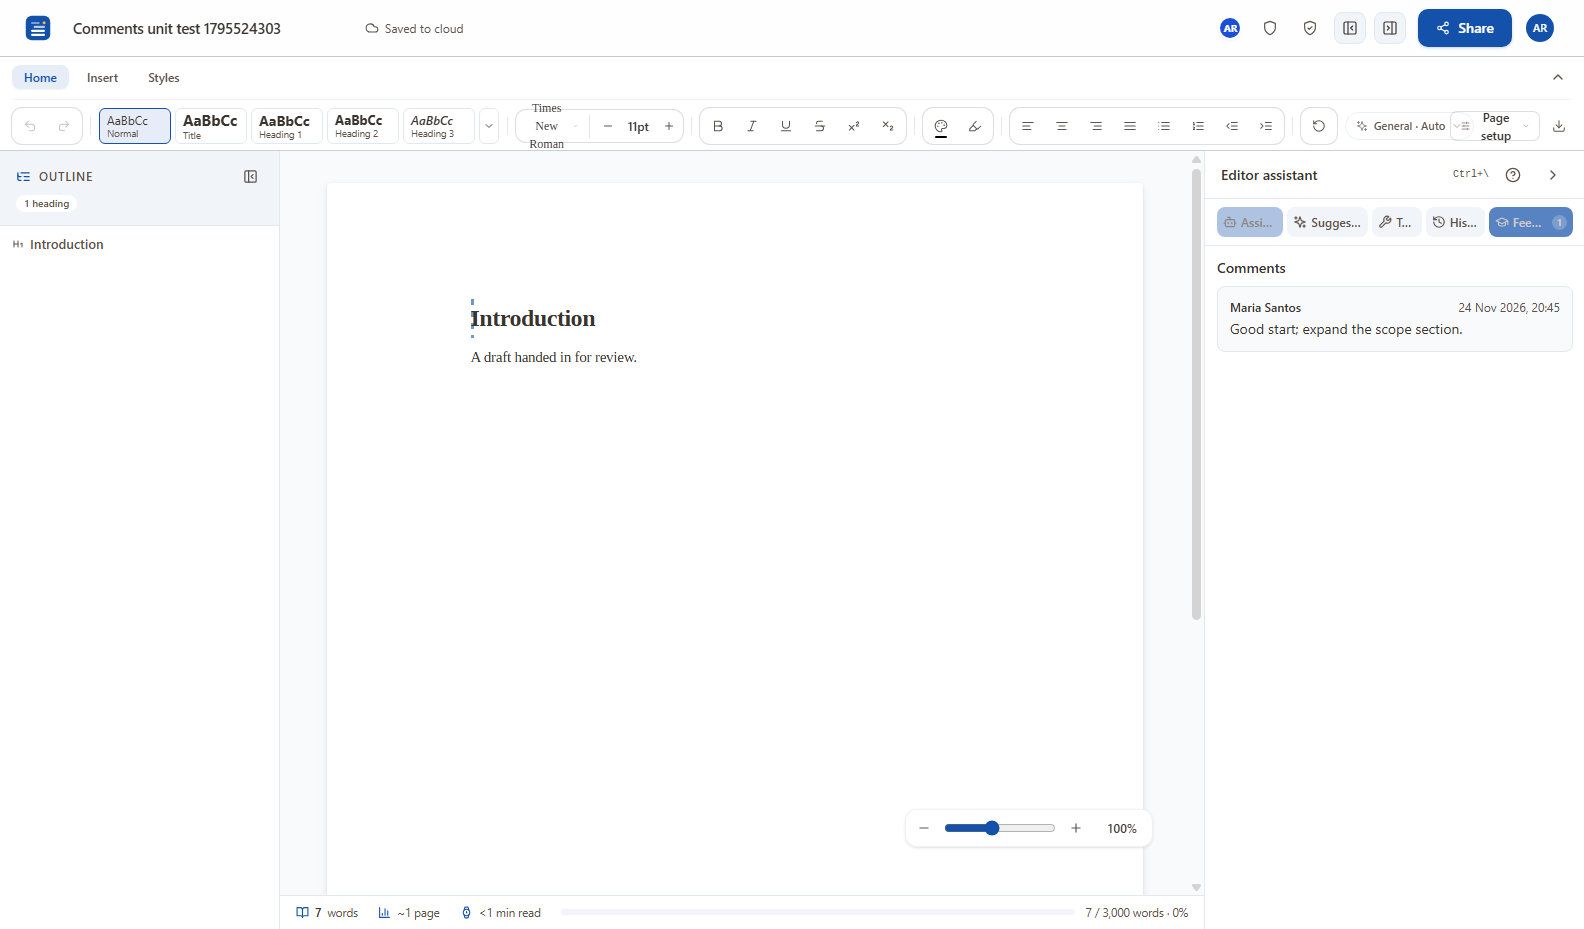 Comments unit test 1795524303
Saved to cloud
AR
Share
AR
Home
Insert
Styles
AaBbCc
Normal
AaBbCc
Title
AaBbCc
Heading 1
AaBbCc
Heading 2
AaBbCc
Heading 3
Times
New
Roman
11pt
General · Auto
Page
setup
OUTLINE
1 heading
H1 Introduction
Introduction
A draft handed in for review.
Editor assistant
Ctrl+\
Assi...
Sugges...
T...
His...
Fee... 1
Comments
Maria Santos
24 Nov 2026, 20:45
Good start; expand the scope section.
100%
7 words
~1 page
<1 min read
7 / 3,000 words · 0%